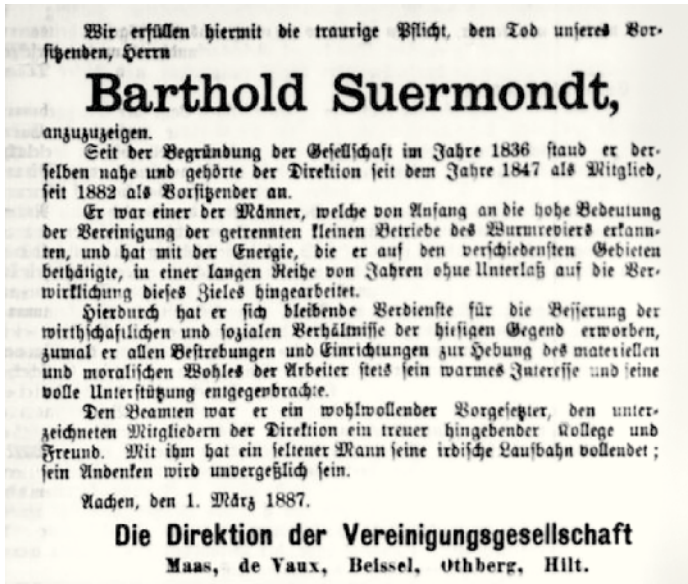 Wir erfüllen hiermit die traurige Pflicht, den Tod unseres Vor-
sitzenden, Herrn
Barthold Suermondt,
anzuzuzeigen.
Seit der Begründung der Gesellschaft im Jahre 1836 stand er der-
selben nahe und gehörte der Direktion seit dem Jahre 1847 als Mitglied,
seit 1882 als Vorsitzender an.
Er war einer der Männer, welche von Anfang an die hohe Bedeutung
der Vereinigung der getrennten kleinen Betriebe des Wurmreviers erkann-
ten, und hat mit der Energie, die er auf den verschiedensten Gebieten
bethätigte, in einer langen Reihe von Jahren ohne Unterlaß auf die Ver-
wirklichung dieses Zieles hingearbeitet.
Hierdurch hat er sich bleibende Verdienste für die Besserung der
wirthschaftlichen und sozialen Verhältnisse der hiesigen Gegend erworben,
zumal er allen Bestrebungen und Einrichtungen zur Hebung des materiellen
und moralischen Wohles der Arbeiter stets sein warmes Interesse und seine
volle Unterstützung entgegenbrachte.
Den Beamten war er ein wohlwollender Vorgesetzter, den unter-
zeichneten Mitgliedern der Direktion ein treuer hingebender Kollege und
Freund. Mit ihm hat ein seltener Mann seine irdische Laufbahn vollendet;
sein Andenken wird unvergeßlich sein.
Aachen, den 1. März 1887.
Die Direktion der Vereinigungsgesellschaft
Maas, de Vaux, Beissel, Othberg, Hilt.